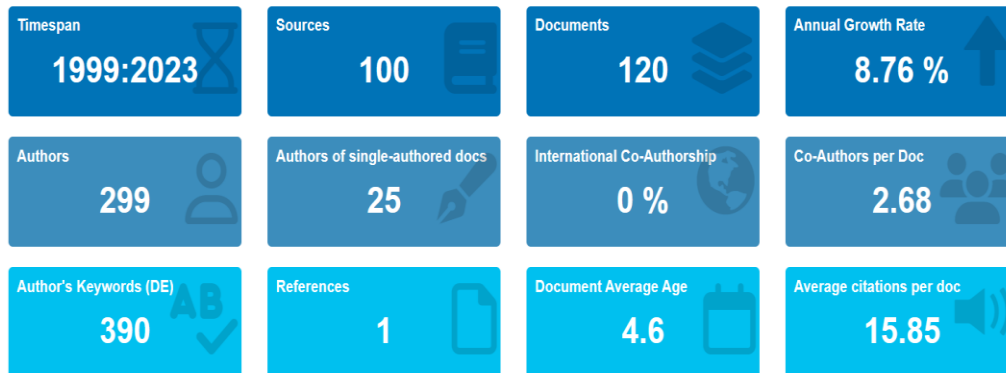 Timespan
1999:2023
Sources
100
Documents
120
Annual Growth Rate
8.76 %
Authors
299
Authors of single-authored docs
25
International Co-Authorship
0 %
Co-Authors per Doc
2.68
Author's Keywords (DE)
390
AB
References
1
Document Average Age
4.6
Average citations per doc
15.85